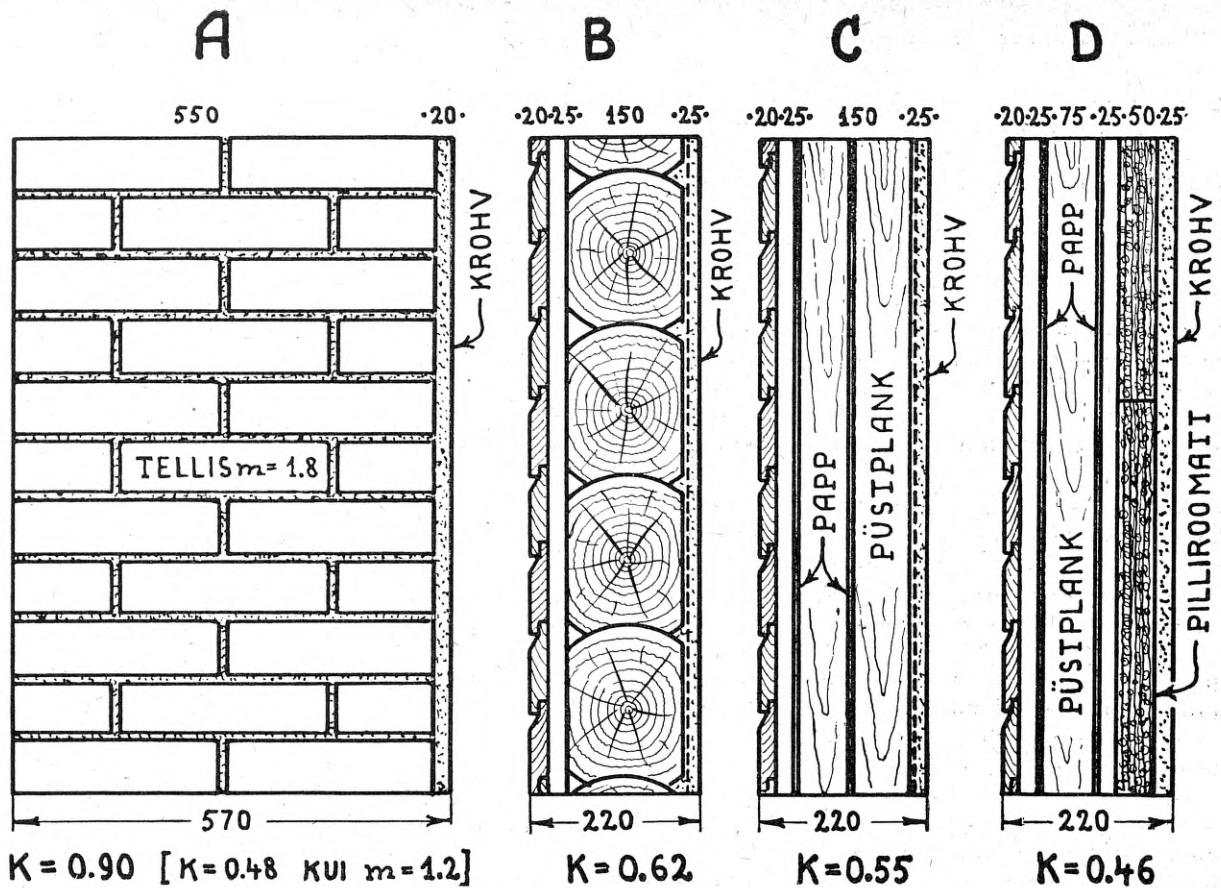 A
B
C
D
550 ·20·
·20·25· 150 ·25·
·20·25· 150 ·25·
·20·25·75·25·50·25·
KROHV
KROHV
KROHV
KROHV
TELLIS m=1.8
PAPP
PÜSTPLANK
PAPP
PÜSTPLANK
PILLIROOMATT
570
220
220
220
K=0.90 [K=0.48 KUI m=1.2]
K=0.62
K=0.55
K=0.46